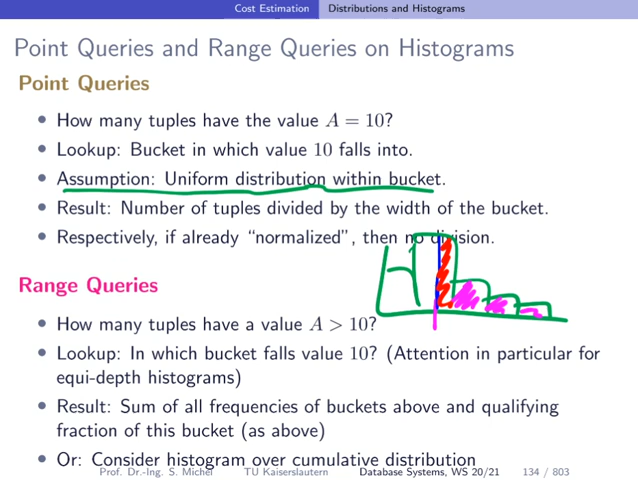 Cost Estimation Distributions and Histograms
Point Queries and Range Queries on Histograms
Point Queries
• How many tuples have the value A = 10?
• Lookup: Bucket in which value 10 falls into.
• Assumption: Uniform distribution within bucket.
• Result: Number of tuples divided by the width of the bucket.
• Respectively, if already “normalized”, then no division.
Range Queries
• How many tuples have a value A > 10?
• Lookup: In which bucket falls value 10? (Attention in particular for
equi-depth histograms)
• Result: Sum of all frequencies of buckets above and qualifying
fraction of this bucket (as above)
• Or: Consider histogram over cumulative distribution
Prof. Dr.-Ing. S. Michel TU Kaiserslautern Database Systems, WS 20/21 134 / 803